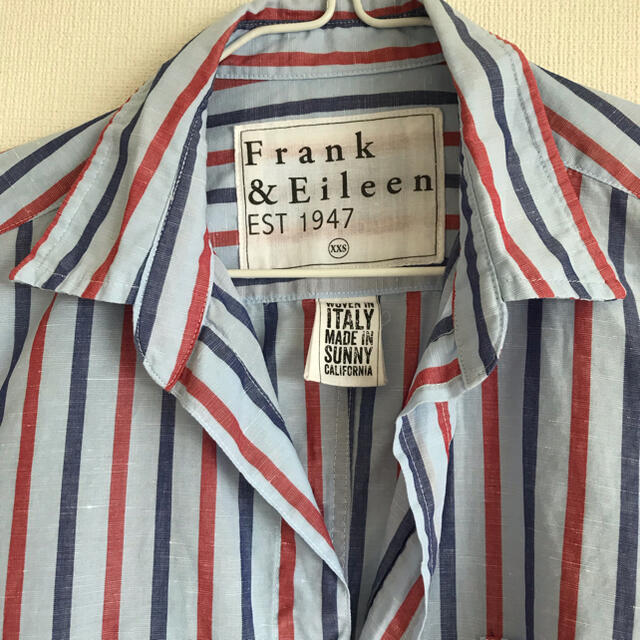 Frank
& Eileen
EST 1947
XXS
WOVEN IN
ITALY
MADE IN
SUNNY
CALIFORNIA